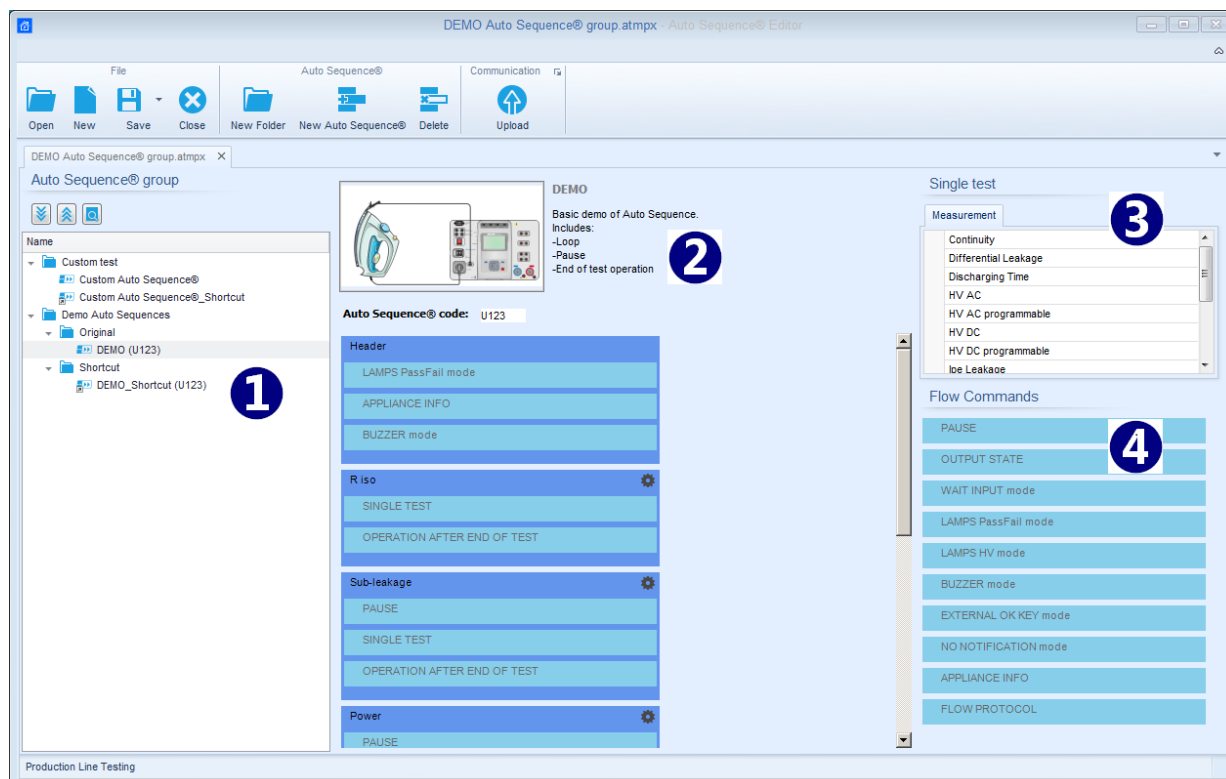 DEMO Auto Sequence® group.atmpx - Auto Sequence® Editor
File
Auto Sequence®
Communication
Open
New
Save
Close
New Folder
New Auto Sequence®
Delete
Upload
DEMO Auto Sequence® group.atmpx
Auto Sequence® group
Name
Custom test
Custom Auto Sequence®
Custom Auto Sequence®_Shortcut
Demo Auto Sequences
Original
DEMO (U123)
Shortcut
DEMO_Shortcut (U123)
1
DEMO
Basic demo of Auto Sequence.
Includes:
-Loop
-Pause
-End of test operation
2
Auto Sequence® code: U123
Header
LAMPS PassFail mode
APPLIANCE INFO
BUZZER mode
R iso
SINGLE TEST
OPERATION AFTER END OF TEST
Sub-leakage
PAUSE
SINGLE TEST
OPERATION AFTER END OF TEST
Power
PAUSE
Single test
Measurement
3
Continuity
Differential Leakage
Discharging Time
HV AC
HV AC programmable
HV DC
HV DC programmable
Ipe Leakage
Flow Commands
4
PAUSE
OUTPUT STATE
WAIT INPUT mode
LAMPS PassFail mode
LAMPS HV mode
BUZZER mode
EXTERNAL OK KEY mode
NO NOTIFICATION mode
APPLIANCE INFO
FLOW PROTOCOL
Production Line Testing